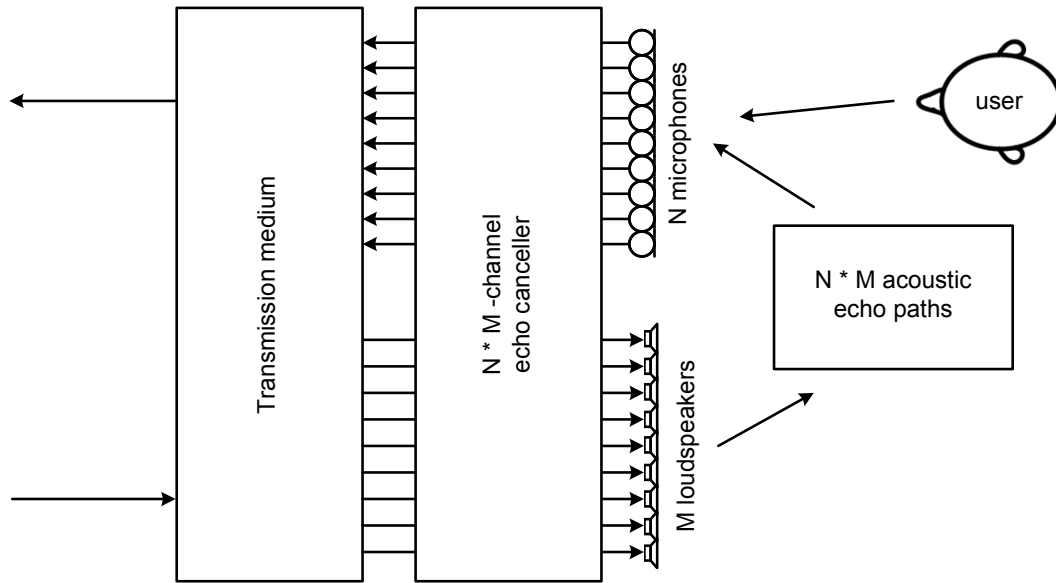 Transmission medium
N * M -channel
echo canceller
N microphones
M loudspeakers
user
N * M acoustic
echo paths